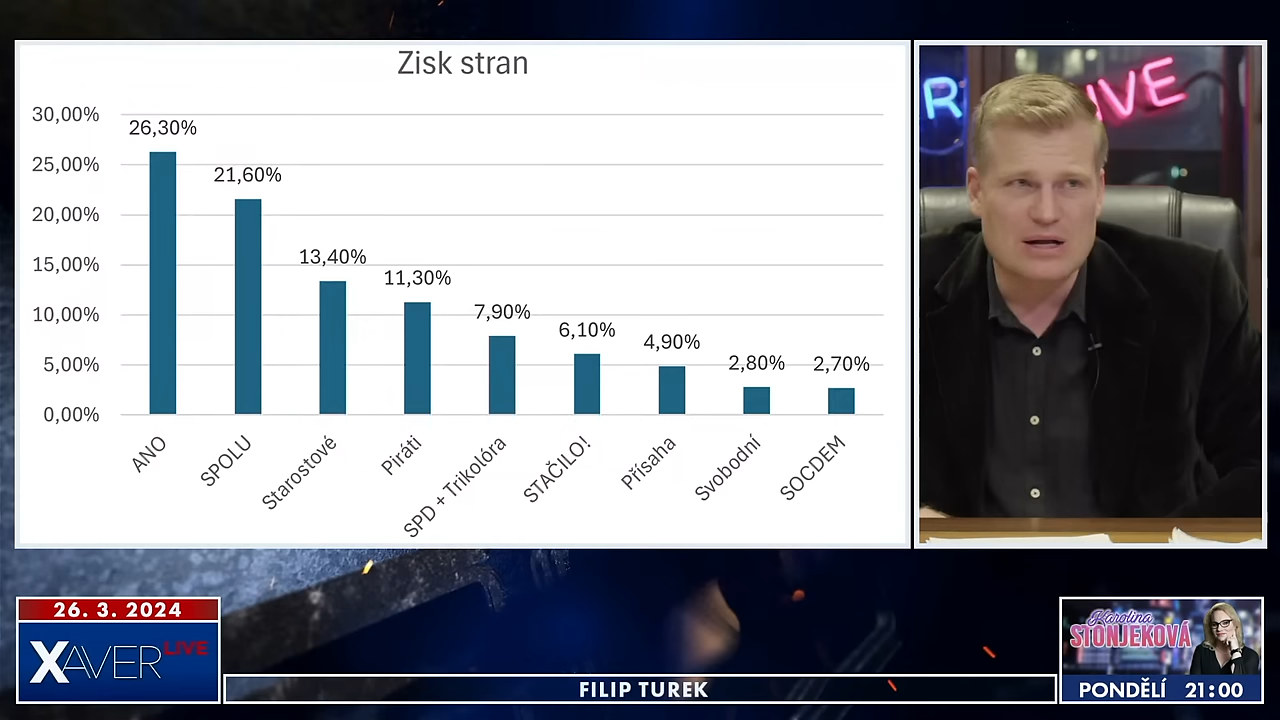 Zisk stran
30,00%
25,00%
20,00%
15,00%
10,00%
5,00%
0,00%
26,30%
21,60%
13,40%
11,30%
7,90%
6,10%
4,90%
2,80%
2,70%
ANO
SPOLU
Starostové
Piráti
SPD + Trikolóra
STAČILO!
Přísaha
Svobodní
SOCDEM
R
IVE
26. 3. 2024
XAVER LIVE
FILIP TUREK
Karolina
STONJEKOVÁ
PONDĚLÍ 21:00